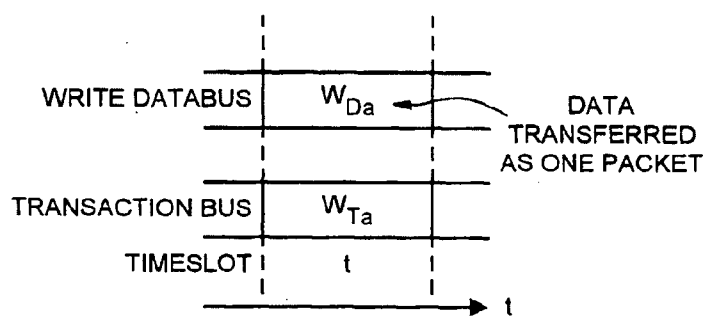 WRITE DATABUS
W_Da
DATA
TRANSFERRED
AS ONE PACKET
TRANSACTION BUS
W_Ta
TIMESLOT
t
t